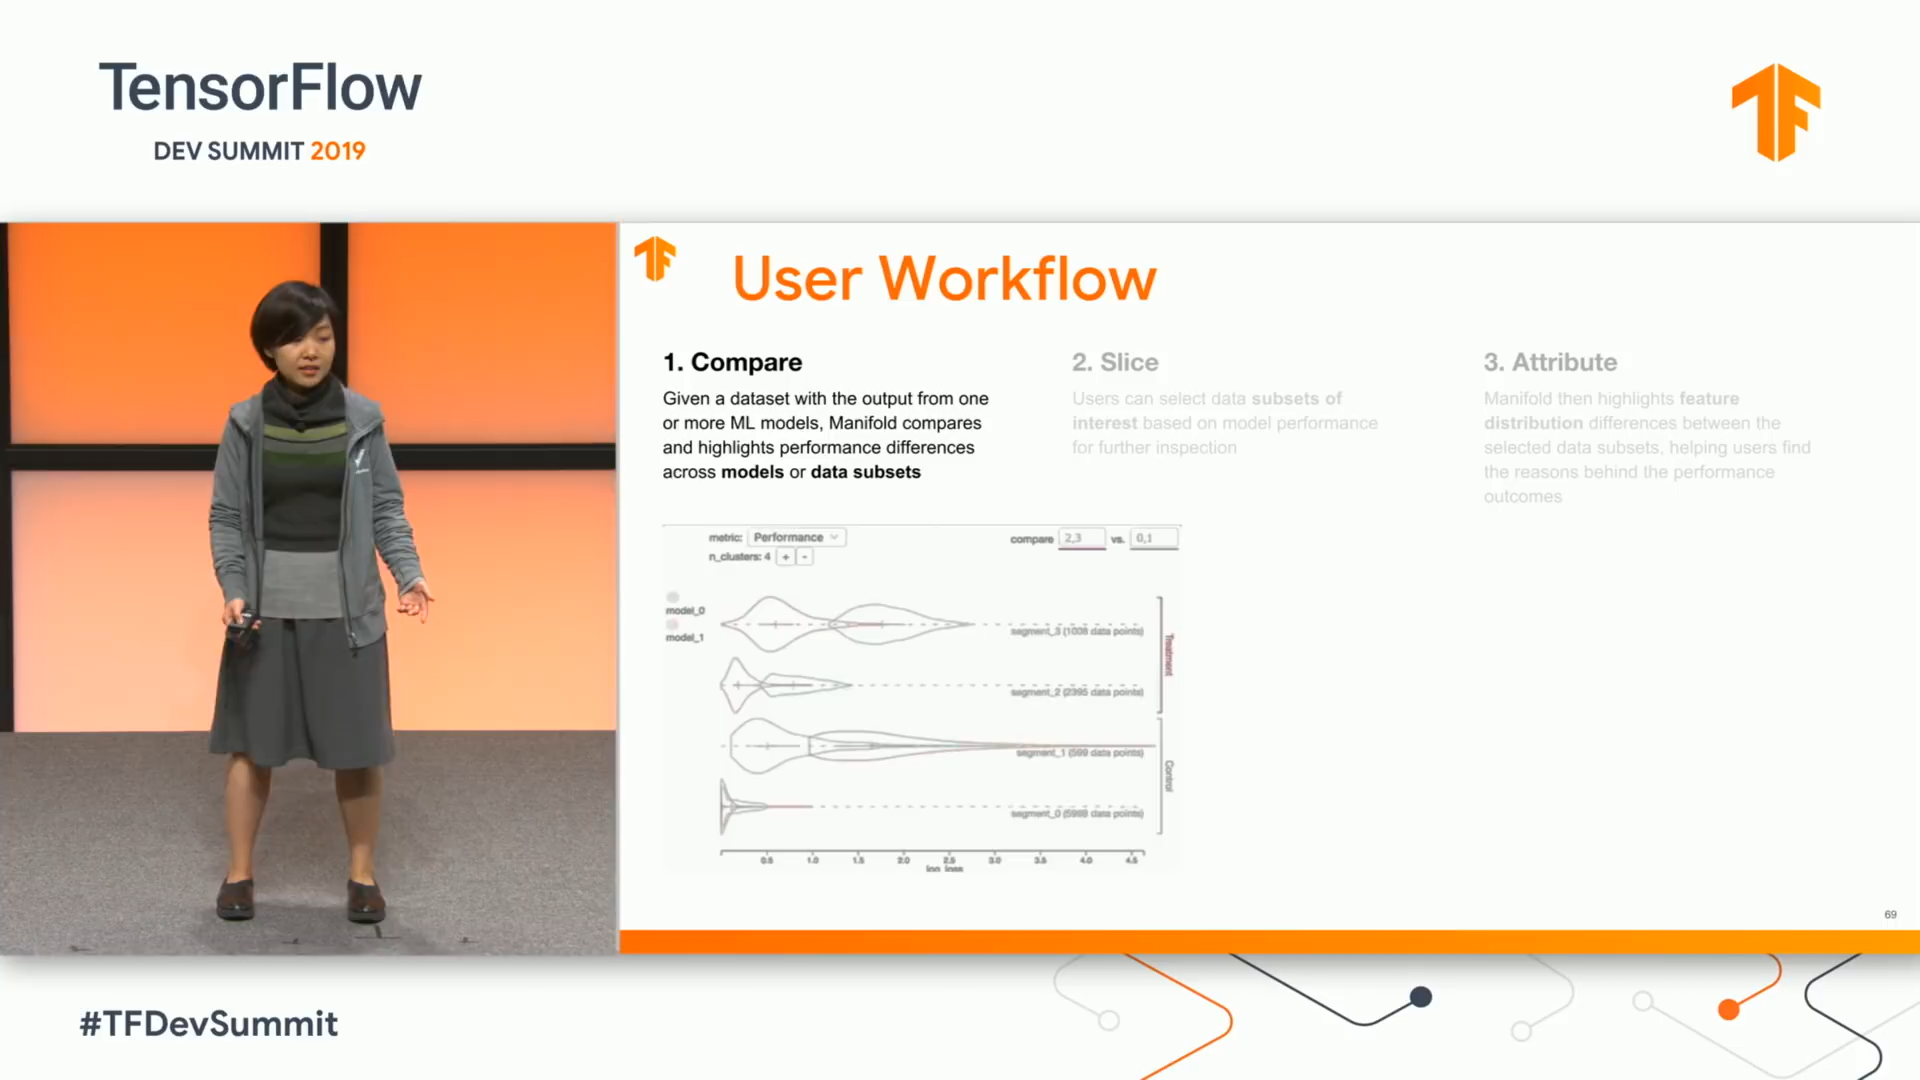 TensorFlow
DEV SUMMIT 2019
User Workflow
1. Compare
Given a dataset with the output from one
or more ML models, Manifold compares
and highlights performance differences
across models or data subsets
2. Slice
Users can select data subsets of
interest based on model performance
for further inspection
3. Attribute
Manifold then highlights feature
distribution differences between the
selected data subsets, helping users find
the reasons behind the performance
outcomes
metric: Performance
n_clusters: 4 + -
compare 2,3 vs. 0,1
model_0
model_1
segment_3 (1008 data points)
segment_2 (2395 data points)
Treatment
segment_1 (599 data points)
segment_0 (5998 data points)
Control
0.5 1.0 1.5 2.0 2.5 3.0 3.5 4.0 4.5
log_loss
69
#TFDevSummit